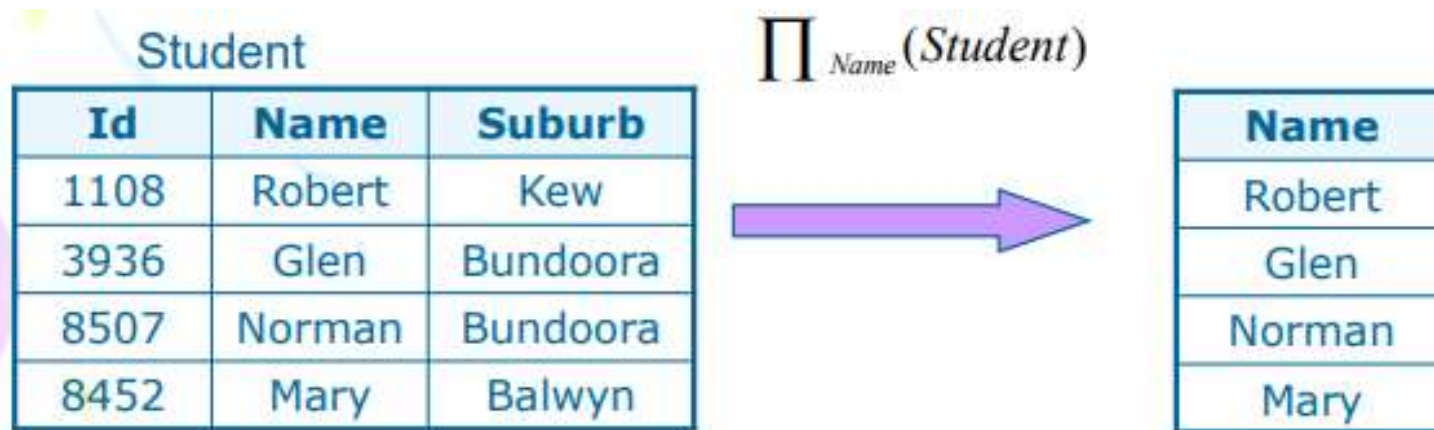 Student
∏ Name (Student)
Id Name Suburb
1108 Robert Kew
3936 Glen Bundoora
8507 Norman Bundoora
8452 Mary Balwyn
Name
Robert
Glen
Norman
Mary